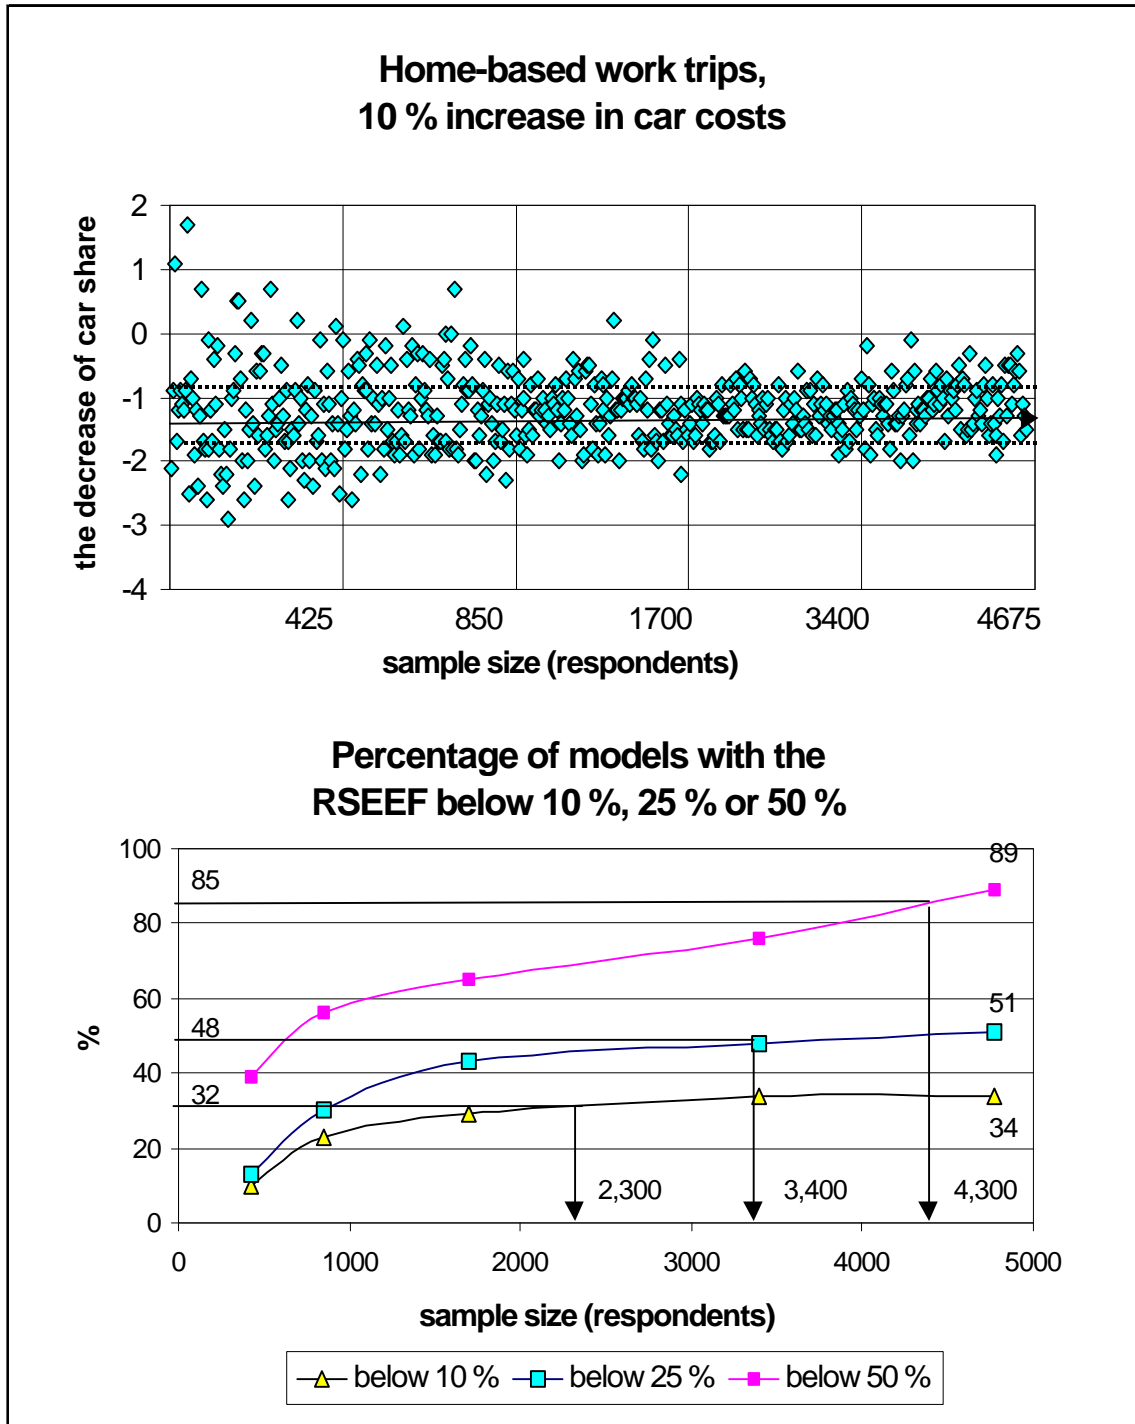 Home-based work trips,
10 % increase in car costs
the decrease of car share
2
1
0
-1
-2
-3
-4
425 850 1700 3400 4675
sample size (respondents)
Percentage of models with the
RSEEF below 10 %, 25 % or 50 %
%
100
80
60
40
20
0
85
89
48
51
32
34
2,300
3,400
4,300
0 1000 2000 3000 4000 5000
sample size (respondents)
below 10 % below 25 % below 50 %